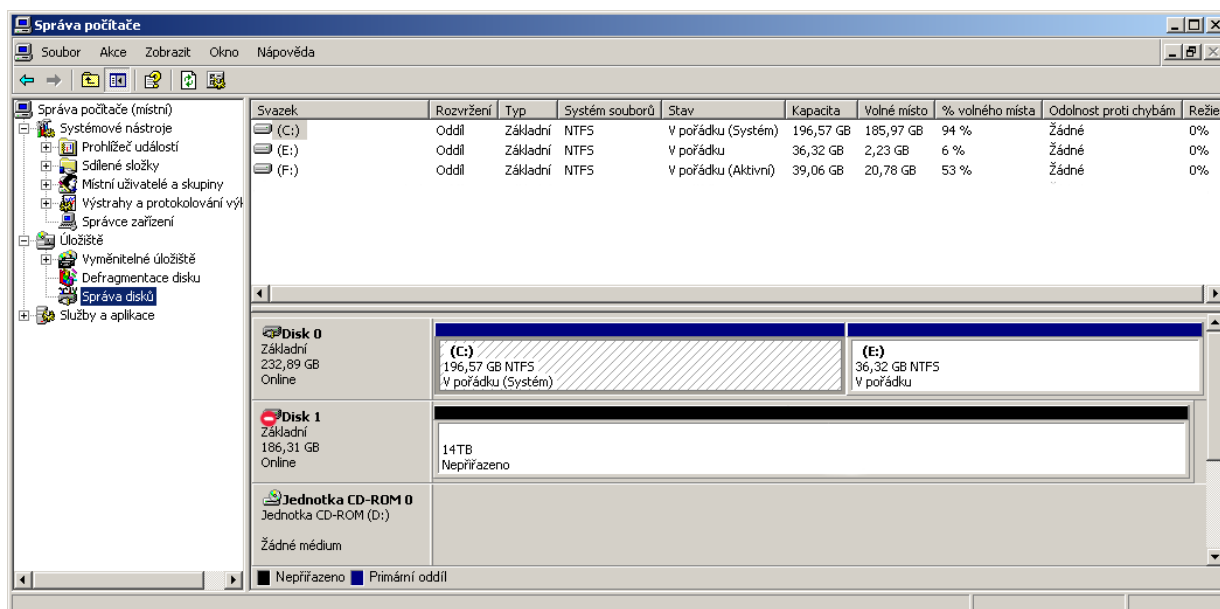 Správa počítače
Soubor Akce Zobrazit Okno Nápověda
Správa počítače (místní)
Systémové nástroje
Prohlížeč událostí
Sdílené složky
Místní uživatelé a skupiny
Výstrahy a protokolování výk
Správce zařízení
Úložiště
Vyměnitelné úložiště
Defragmentace disku
Správa disků
Služby a aplikace
Svazek Rozvržení Typ Systém souborů Stav Kapacita Volné místo % volného místa Odolnost proti chybám Režie
(C:) Oddíl Základní NTFS V pořádku (Systém) 196,57 GB 185,97 GB 94 % Žádné 0%
(E:) Oddíl Základní NTFS V pořádku 36,32 GB 2,23 GB 6 % Žádné 0%
(F:) Oddíl Základní NTFS V pořádku (Aktivní) 39,06 GB 20,78 GB 53 % Žádné 0%
Disk 0
Základní
232,89 GB
Online
(C:)
196,57 GB NTFS
V pořádku (Systém)
(E:)
36,32 GB NTFS
V pořádku
Disk 1
Základní
186,31 GB
Online
14TB
Nepřiřazeno
Jednotka CD-ROM 0
Jednotka CD-ROM (D:)
Žádné médium
Nepřiřazeno Primární oddíl